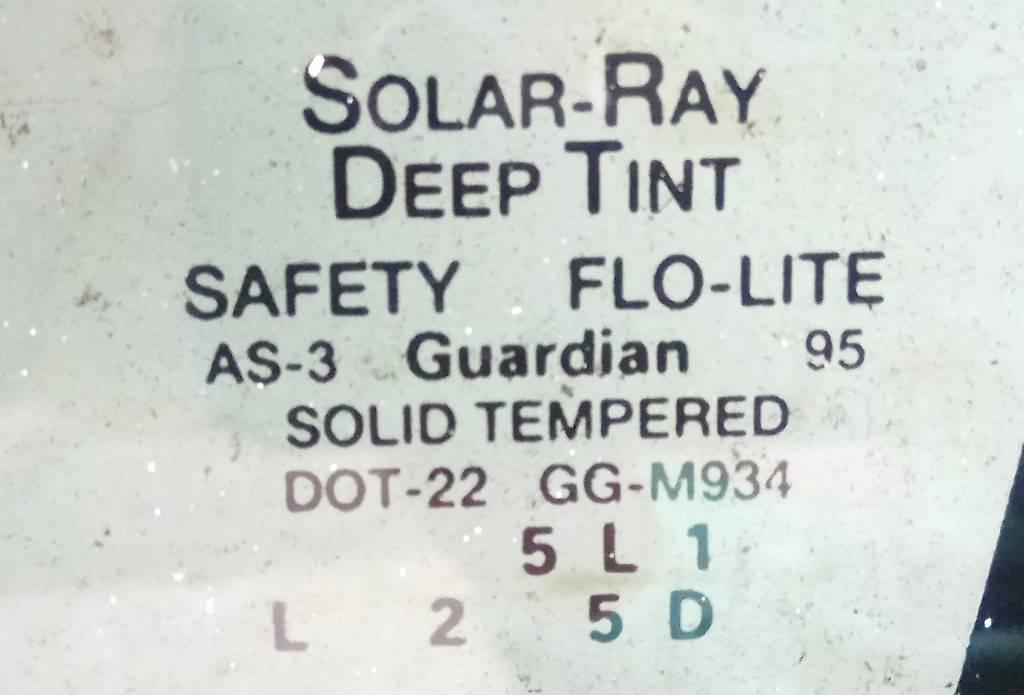 SOLAR-RAY
DEEP TINT
SAFETY FLO-LITE
AS-3 Guardian 95
SOLID TEMPERED
DOT-22 GG-M934
5 L 1
L 2 5 D